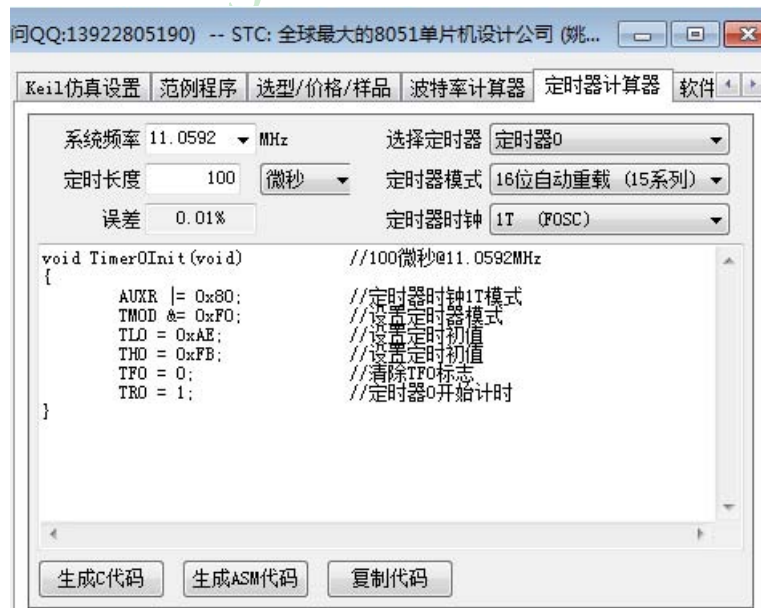 问QQ:13922805190) -- STC: 全球最大的8051单片机设计公司 (姚...
Keil仿真设置 范例程序 选型/价格/样品 波特率计算器 定时器计算器 软件
系统频率 11.0592 MHz 选择定时器 定时器0
定时长度 100 微秒 定时器模式 16位自动重载 (15系列)
误差 0.01% 定时器时钟 1T (FOSC)
void Timer0Init(void) //100微秒@11.0592MHz
{
AUXR |= 0x80; //定时器时钟1T模式
TMOD &= 0xF0; //设置定时器模式
TL0 = 0xAE; //设置定时初值
TH0 = 0xFB; //设置定时初值
TF0 = 0; //清除TF0标志
TR0 = 1; //定时器0开始计时
}
生成C代码 生成ASM代码 复制代码